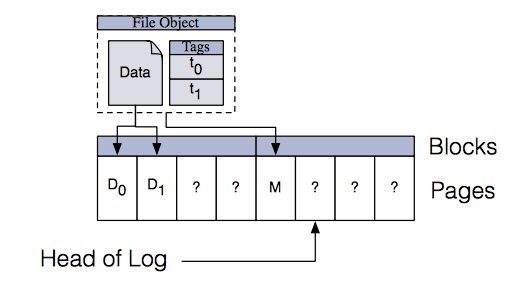 File Object
Data
Tags
t0
t1
Blocks
D0 D1 ? ? M ? ? ?
Pages
Head of Log